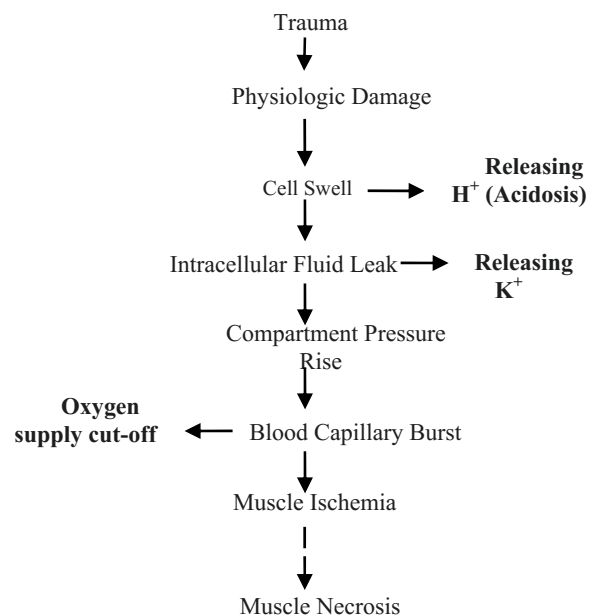 Trauma
Physiologic Damage
Cell Swell
Releasing
H⁺ (Acidosis)
Intracellular Fluid Leak
Releasing
K⁺
Compartment Pressure
Rise
Oxygen
supply cut-off
Blood Capillary Burst
Muscle Ischemia
Muscle Necrosis